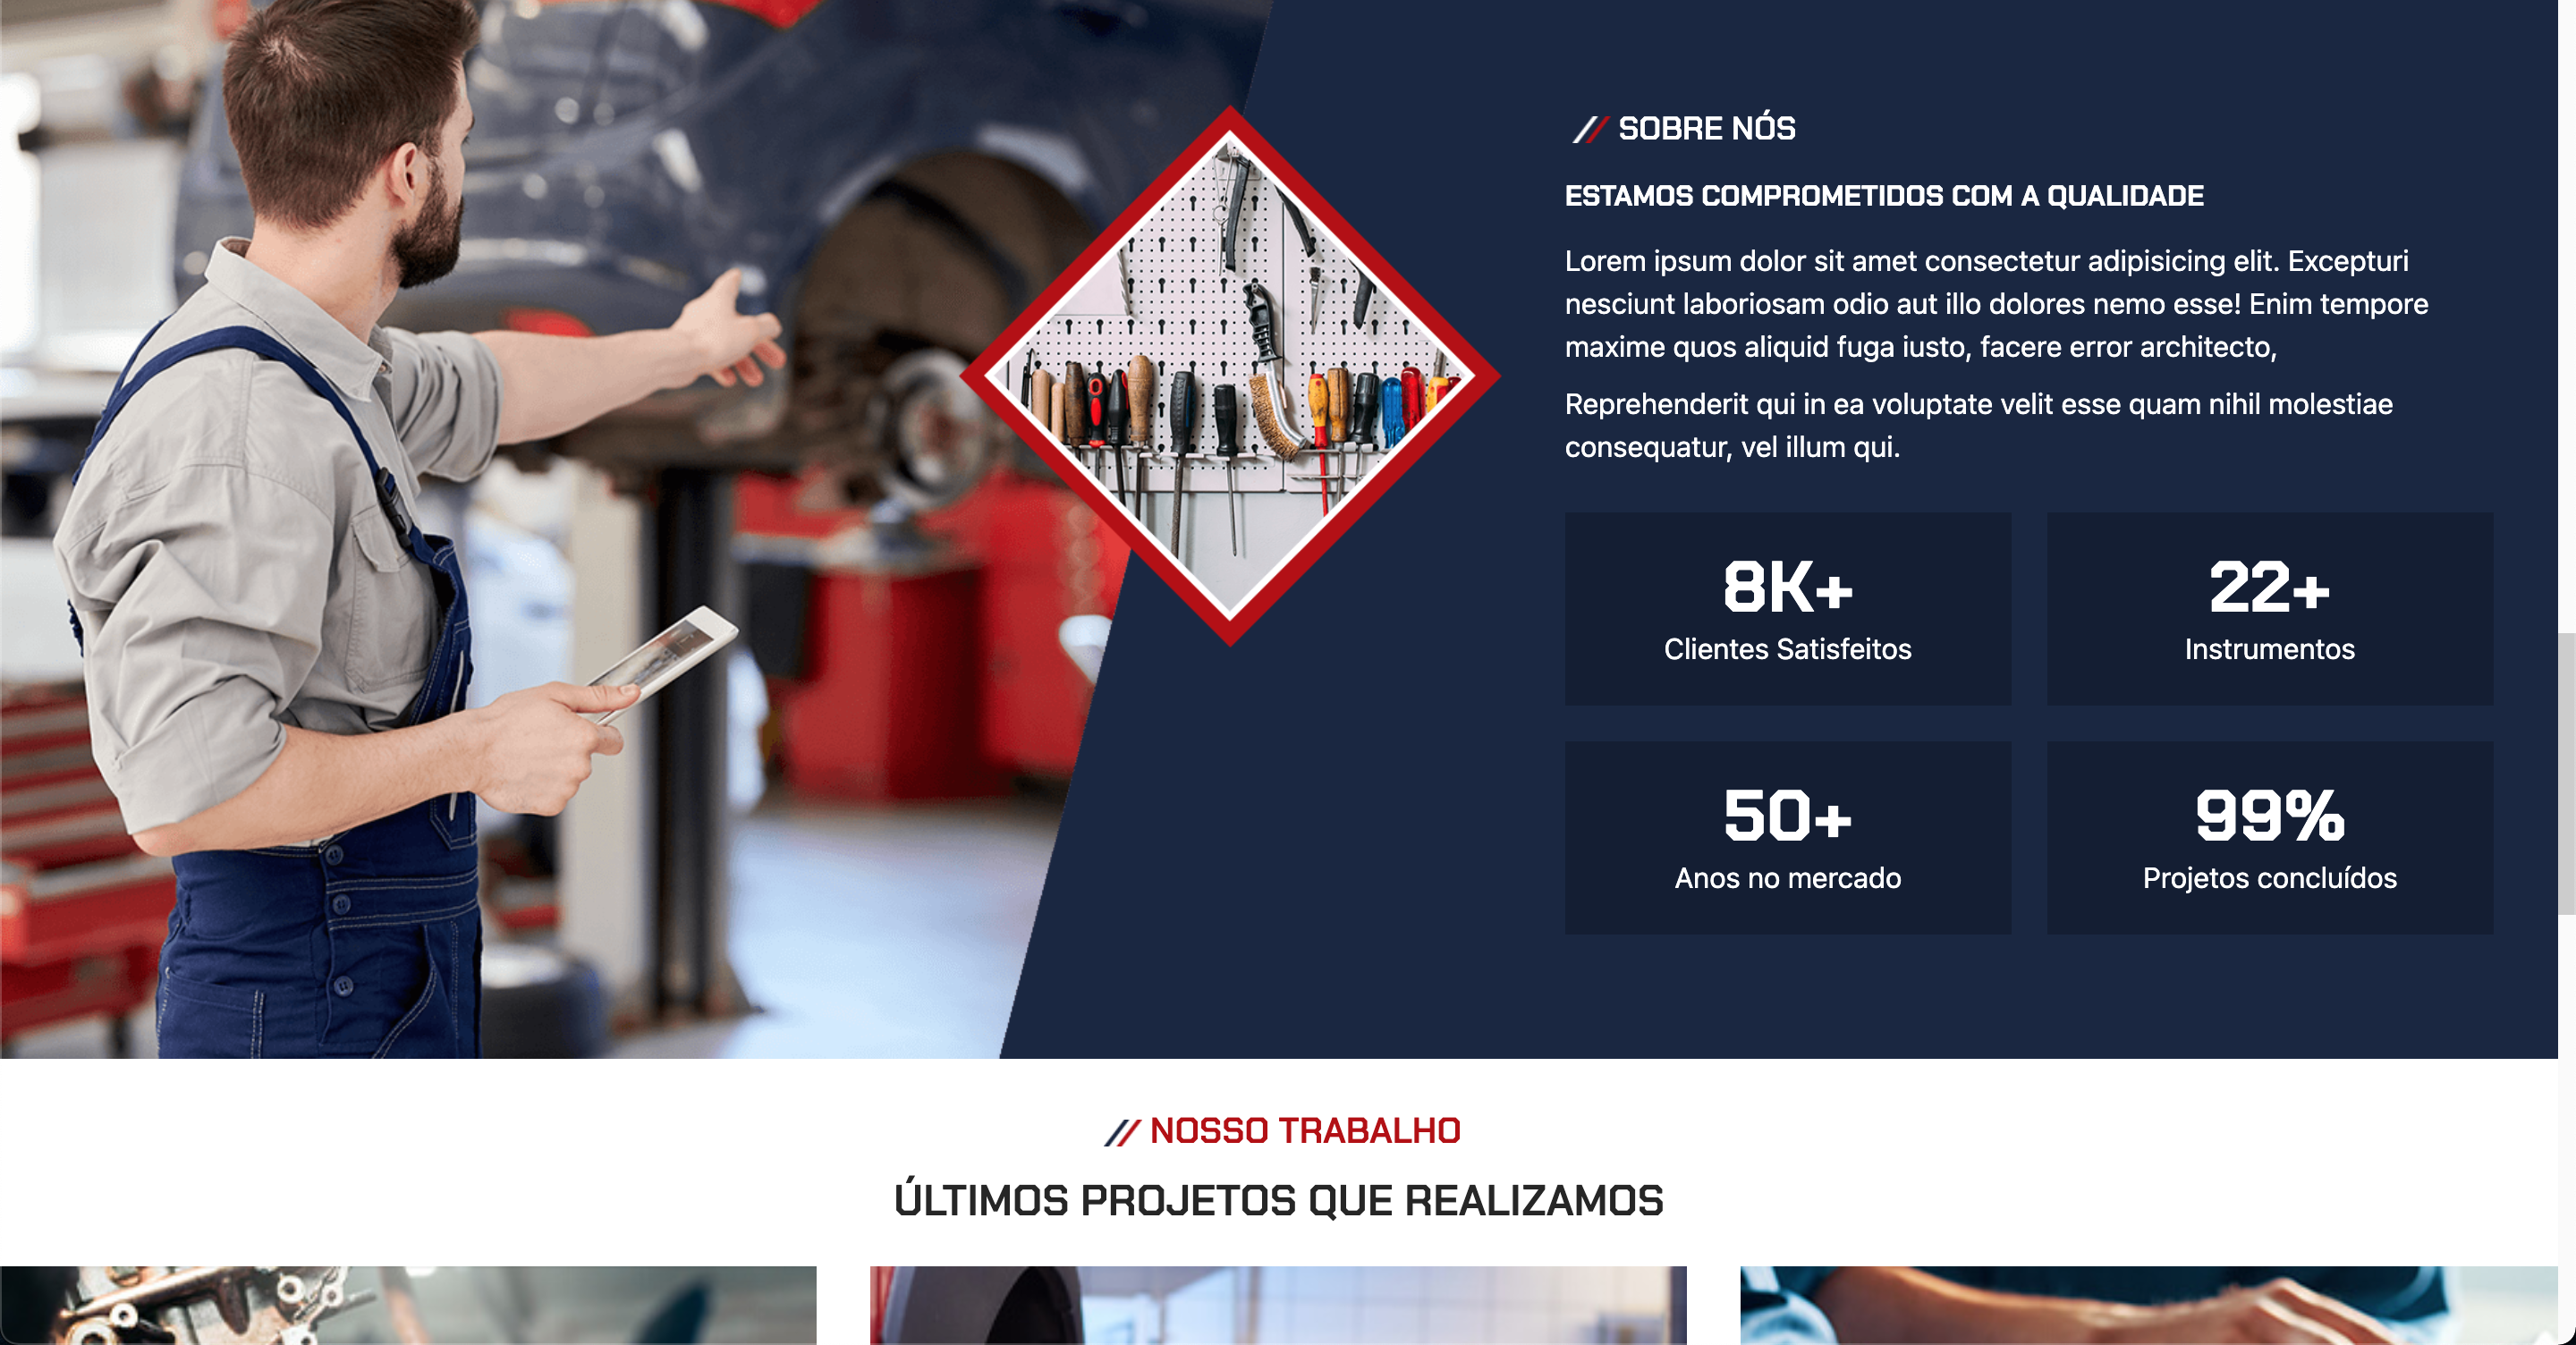 SOBRE NÓS
ESTAMOS COMPROMETIDOS COM A QUALIDADE
Lorem ipsum dolor sit amet consectetur adipisicing elit. Excepturi
nesciunt laboriosam odio aut illo dolores nemo esse! Enim tempore
maxime quos aliquid fuga iusto, facere error architecto,
Reprehenderit qui in ea voluptate velit esse quam nihil molestiae
consequatur, vel illum qui.
8K+
Clientes Satisfeitos
22+
Instrumentos
50+
Anos no mercado
99%
Projetos concluídos
NOSSO TRABALHO
ÚLTIMOS PROJETOS QUE REALIZAMOS